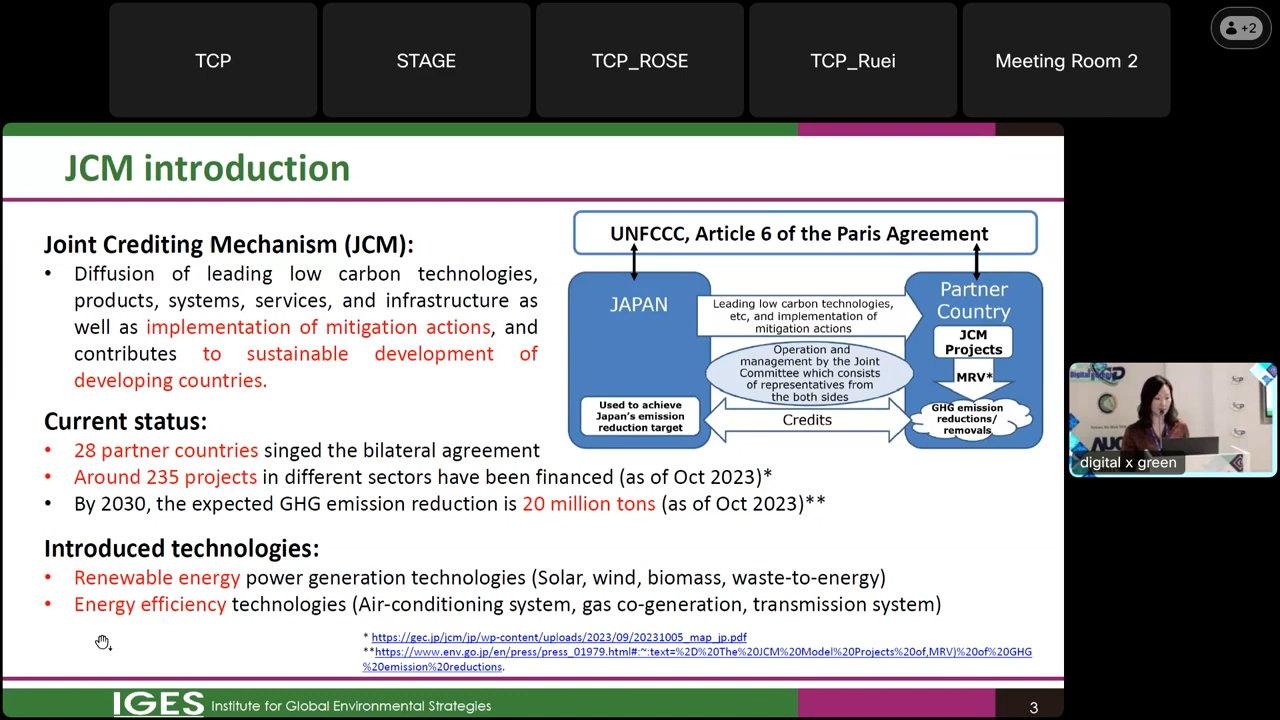 TCP
STAGE
TCP_ROSE
TCP_Ruei
Meeting Room 2
+2
JCM introduction
Joint Crediting Mechanism (JCM):
• Diffusion of leading low carbon technologies,
products, systems, services, and infrastructure as
well as implementation of mitigation actions, and
contributes to sustainable development of
developing countries.
Current status:
• 28 partner countries singed the bilateral agreement
• Around 235 projects in different sectors have been financed (as of Oct 2023)*
• By 2030, the expected GHG emission reduction is 20 million tons (as of Oct 2023)**
Introduced technologies:
• Renewable energy power generation technologies (Solar, wind, biomass, waste-to-energy)
• Energy efficiency technologies (Air-conditioning system, gas co-generation, transmission system)
UNFCCC, Article 6 of the Paris Agreement
JAPAN
Leading low carbon technologies,
etc, and implementation of
mitigation actions
Operation and
management by the Joint
Committee which consists
of representatives from
the both sides
Used to achieve
Japan's emission
reduction target
Credits
Partner
Country
JCM
Projects
MRV*
GHG emission
reductions/
removals
* https://gec.jp/jcm/jp/wp-content/uploads/2023/09/20231005_map_jp.pdf
**https://www.env.go.jp/en/press/press_01979.html#:~:text=%2D%20The%20JCM%20Model%20Projects%20of,MRV)%20of%20GHG
%20emission%20reductions.
IGES Institute for Global Environmental Strategies
3
digital x green